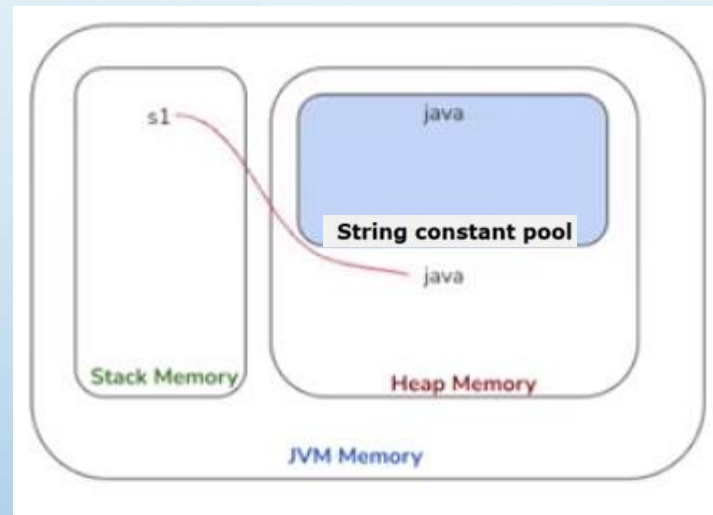 s1
java
String constant pool
java
Stack Memory
Heap Memory
JVM Memory